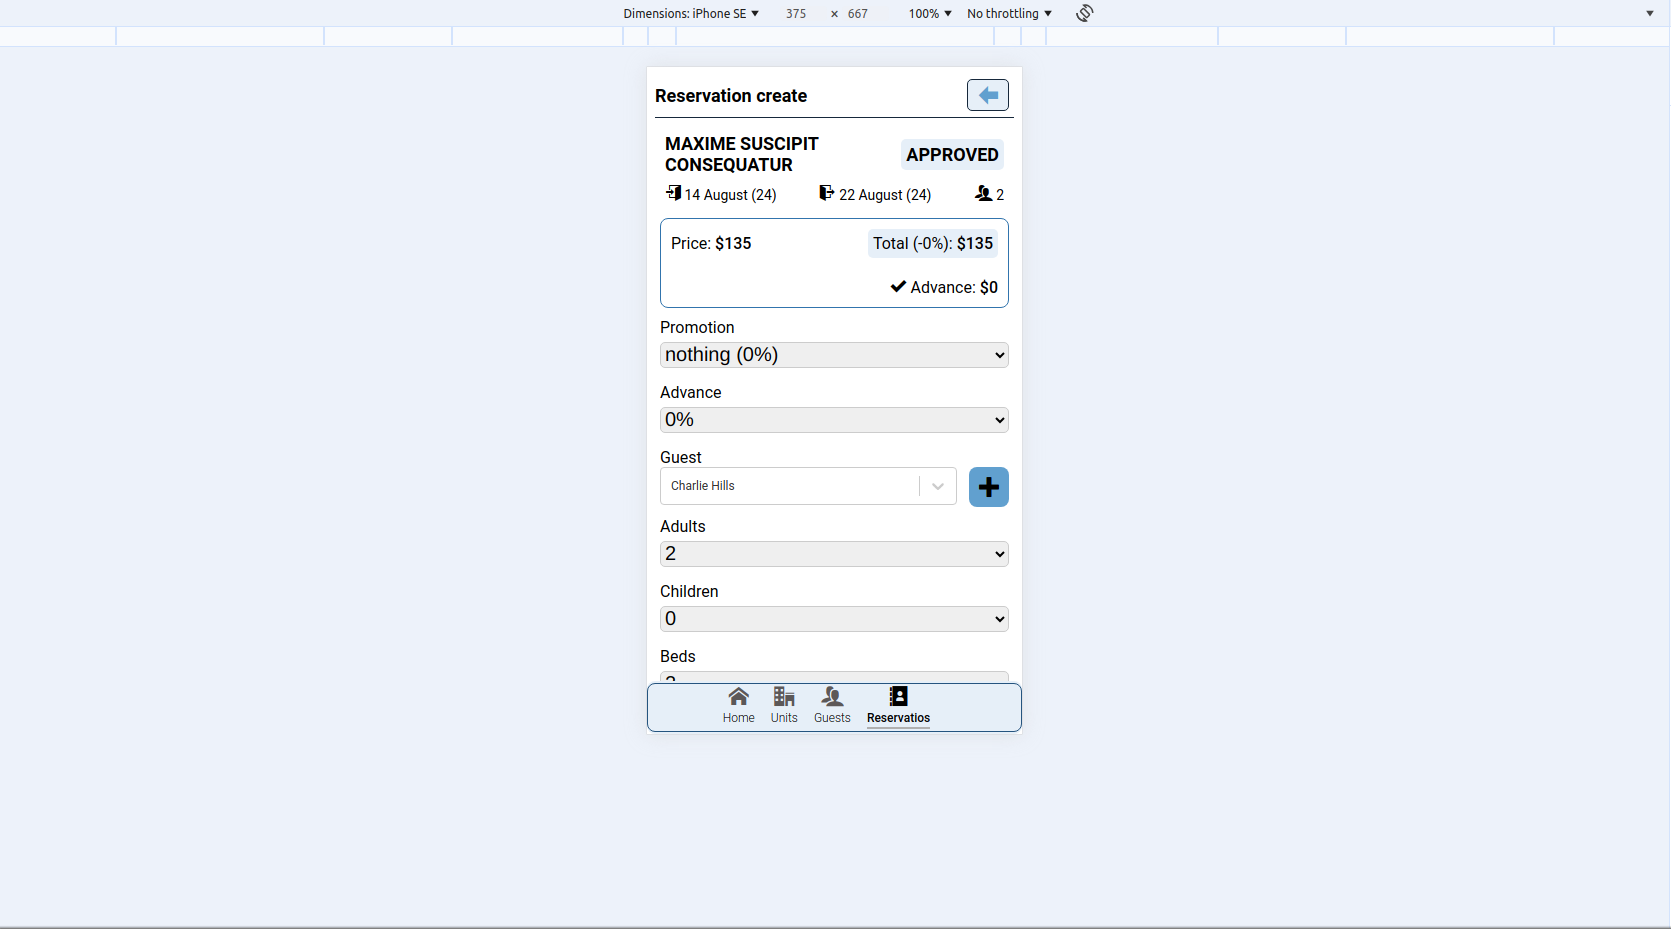 Dimensions: iPhone SE 375 × 667 100% No throttling
Reservation create
MAXIME SUSCIPIT
CONSEQUATUR
APPROVED
14 August (24) 22 August (24) 2
Price: $135 Total (-0%): $135
Advance: $0
Promotion
nothing (0%)
Advance
0%
Guest
Charlie Hills
Adults
2
Children
0
Beds
Home Units Guests Reservatios